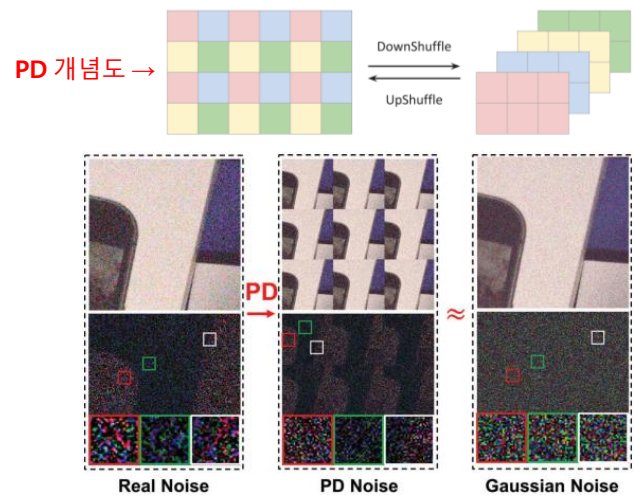 PD 개념도 →
DownShuffle
UpShuffle
PD
≈
Real Noise
PD Noise
Gaussian Noise